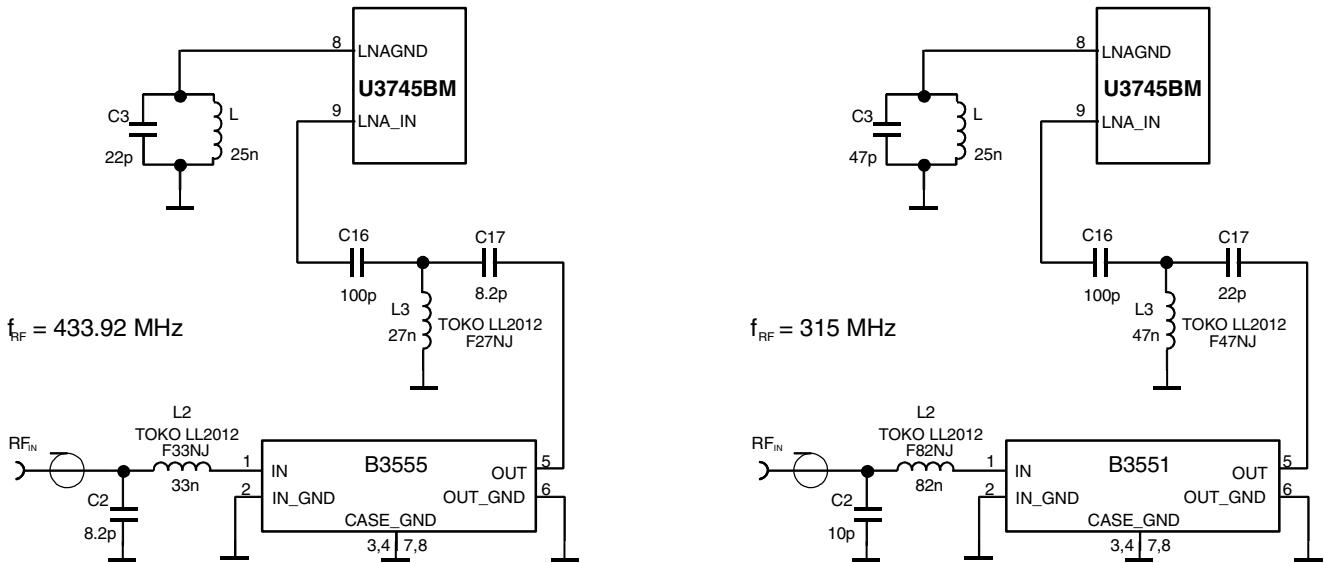 8
LNAGND
U3745BM
C3
L
9
LNA_IN
22p
25n
C16
C17
100p
8.2p
L3
27n
TOKO LL2012
F27NJ
fRF = 433.92 MHz
L2
TOKO LL2012
F33NJ
RFIN
33n
1
IN
B3555
OUT
5
2
IN_GND
OUT_GND
6
C2
8.2p
CASE_GND
3,4
7,8
8
LNAGND
U3745BM
C3
L
9
LNA_IN
47p
25n
C16
C17
100p
22p
L3
47n
TOKO LL2012
F47NJ
fRF = 315 MHz
L2
TOKO LL2012
F82NJ
RFIN
82n
1
IN
B3551
OUT
5
2
IN_GND
OUT_GND
6
C2
10p
CASE_GND
3,4
7,8